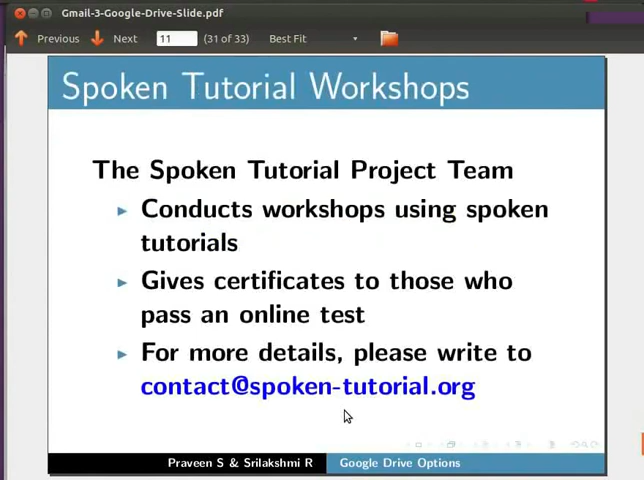 Gmail-3-Google-Drive-Slide.pdf
Previous Next 11 (31 of 33) Best Fit
Spoken Tutorial Workshops
The Spoken Tutorial Project Team
Conducts workshops using spoken
tutorials
Gives certificates to those who
pass an online test
For more details, please write to
contact@spoken-tutorial.org
Praveen S & Srilakshmi R Google Drive Options